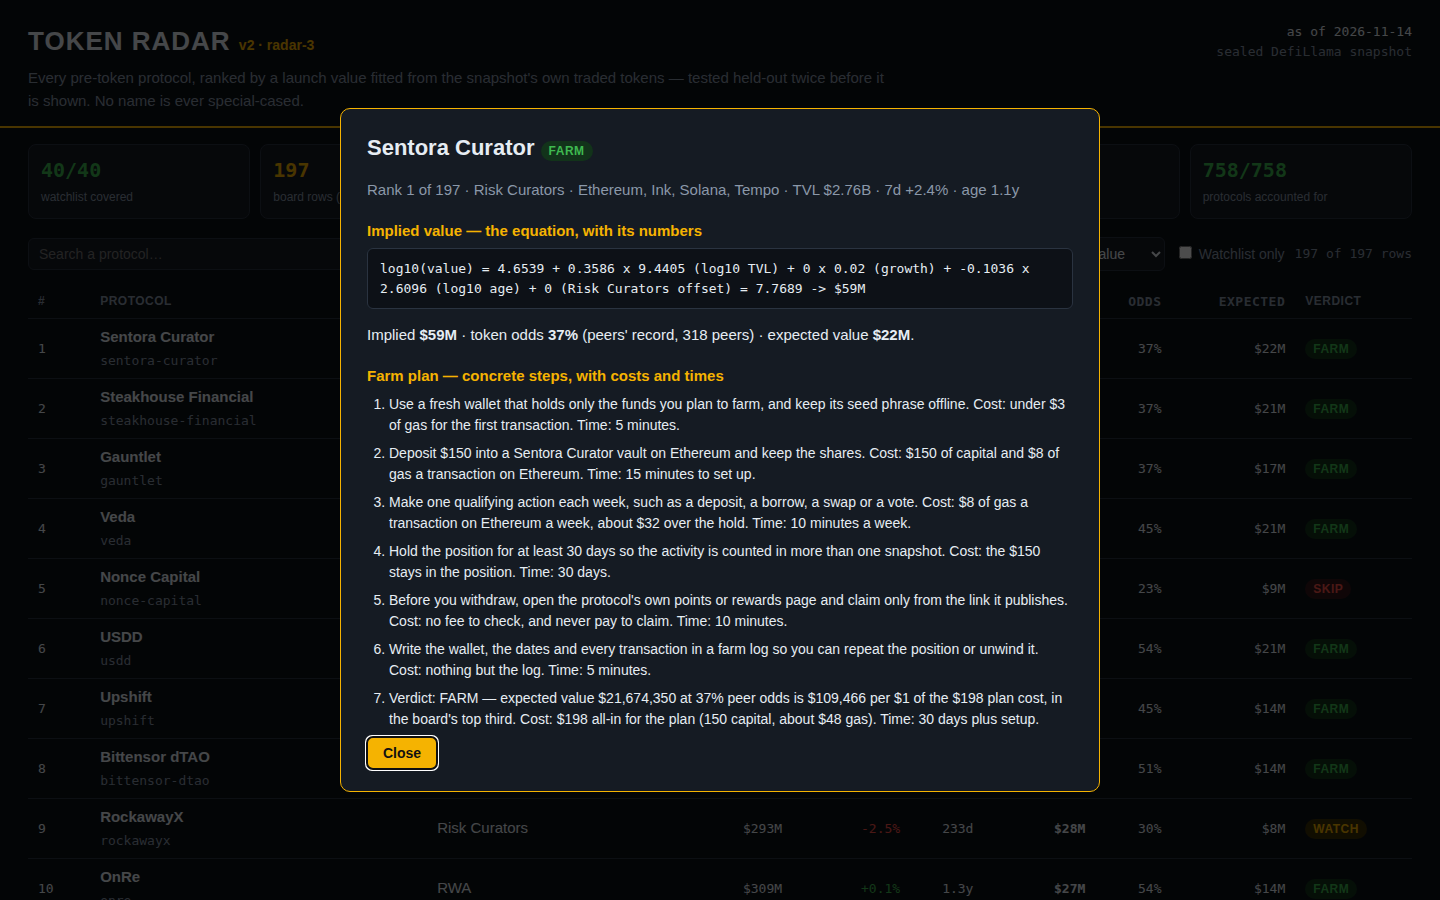 TOKEN RADAR v2 · radar-3
as of 2026-11-14
sealed DefiLlama snapshot
Every pre-token protocol, ranked by a launch value fitted from the snapshot's own traded tokens — tested held-out twice before it
is shown. No name is ever special-cased.
40/40
watchlist covered
197
board rows (
758/758
protocols accounted for
Search a protocol…
alue
Watchlist only
197 of 197 rows
# PROTOCOL ODDS EXPECTED VERDICT
1 Sentora Curator 37% $22M FARM
sentora-curator
2 Steakhouse Financial 37% $21M FARM
steakhouse-financial
3 Gauntlet 37% $17M FARM
gauntlet
4 Veda 45% $21M FARM
veda
5 Nonce Capital 23% $9M SKIP
nonce-capital
6 USDD 54% $21M FARM
usdd
7 Upshift 45% $14M FARM
upshift
8 Bittensor dTAO 51% $14M FARM
bittensor-dtao
9 RockawayX Risk Curators $293M -2.5% 233d $28M 30% $8M WATCH
rockawayx
10 OnRe RWA $309M +0.1% 1.3y $27M 54% $14M FARM
Sentora Curator FARM
Rank 1 of 197 · Risk Curators · Ethereum, Ink, Solana, Tempo · TVL $2.76B · 7d +2.4% · age 1.1y
Implied value — the equation, with its numbers
log10(value) = 4.6539 + 0.3586 x 9.4405 (log10 TVL) + 0 x 0.02 (growth) + -0.1036 x
2.6096 (log10 age) + 0 (Risk Curators offset) = 7.7689 -> $59M
Implied $59M · token odds 37% (peers' record, 318 peers) · expected value $22M.
Farm plan — concrete steps, with costs and times
1. Use a fresh wallet that holds only the funds you plan to farm, and keep its seed phrase offline. Cost: under $3
of gas for the first transaction. Time: 5 minutes.
2. Deposit $150 into a Sentora Curator vault on Ethereum and keep the shares. Cost: $150 of capital and $8 of
gas a transaction on Ethereum. Time: 15 minutes to set up.
3. Make one qualifying action each week, such as a deposit, a borrow, a swap or a vote. Cost: $8 of gas a
transaction on Ethereum a week, about $32 over the hold. Time: 10 minutes a week.
4. Hold the position for at least 30 days so the activity is counted in more than one snapshot. Cost: the $150
stays in the position. Time: 30 days.
5. Before you withdraw, open the protocol's own points or rewards page and claim only from the link it publishes.
Cost: no fee to check, and never pay to claim. Time: 10 minutes.
6. Write the wallet, the dates and every transaction in a farm log so you can repeat the position or unwind it.
Cost: nothing but the log. Time: 5 minutes.
7. Verdict: FARM — expected value $21,674,350 at 37% peer odds is $109,466 per $1 of the $198 plan cost, in
the board's top third. Cost: $198 all-in for the plan (150 capital, about $48 gas). Time: 30 days plus setup.
Close